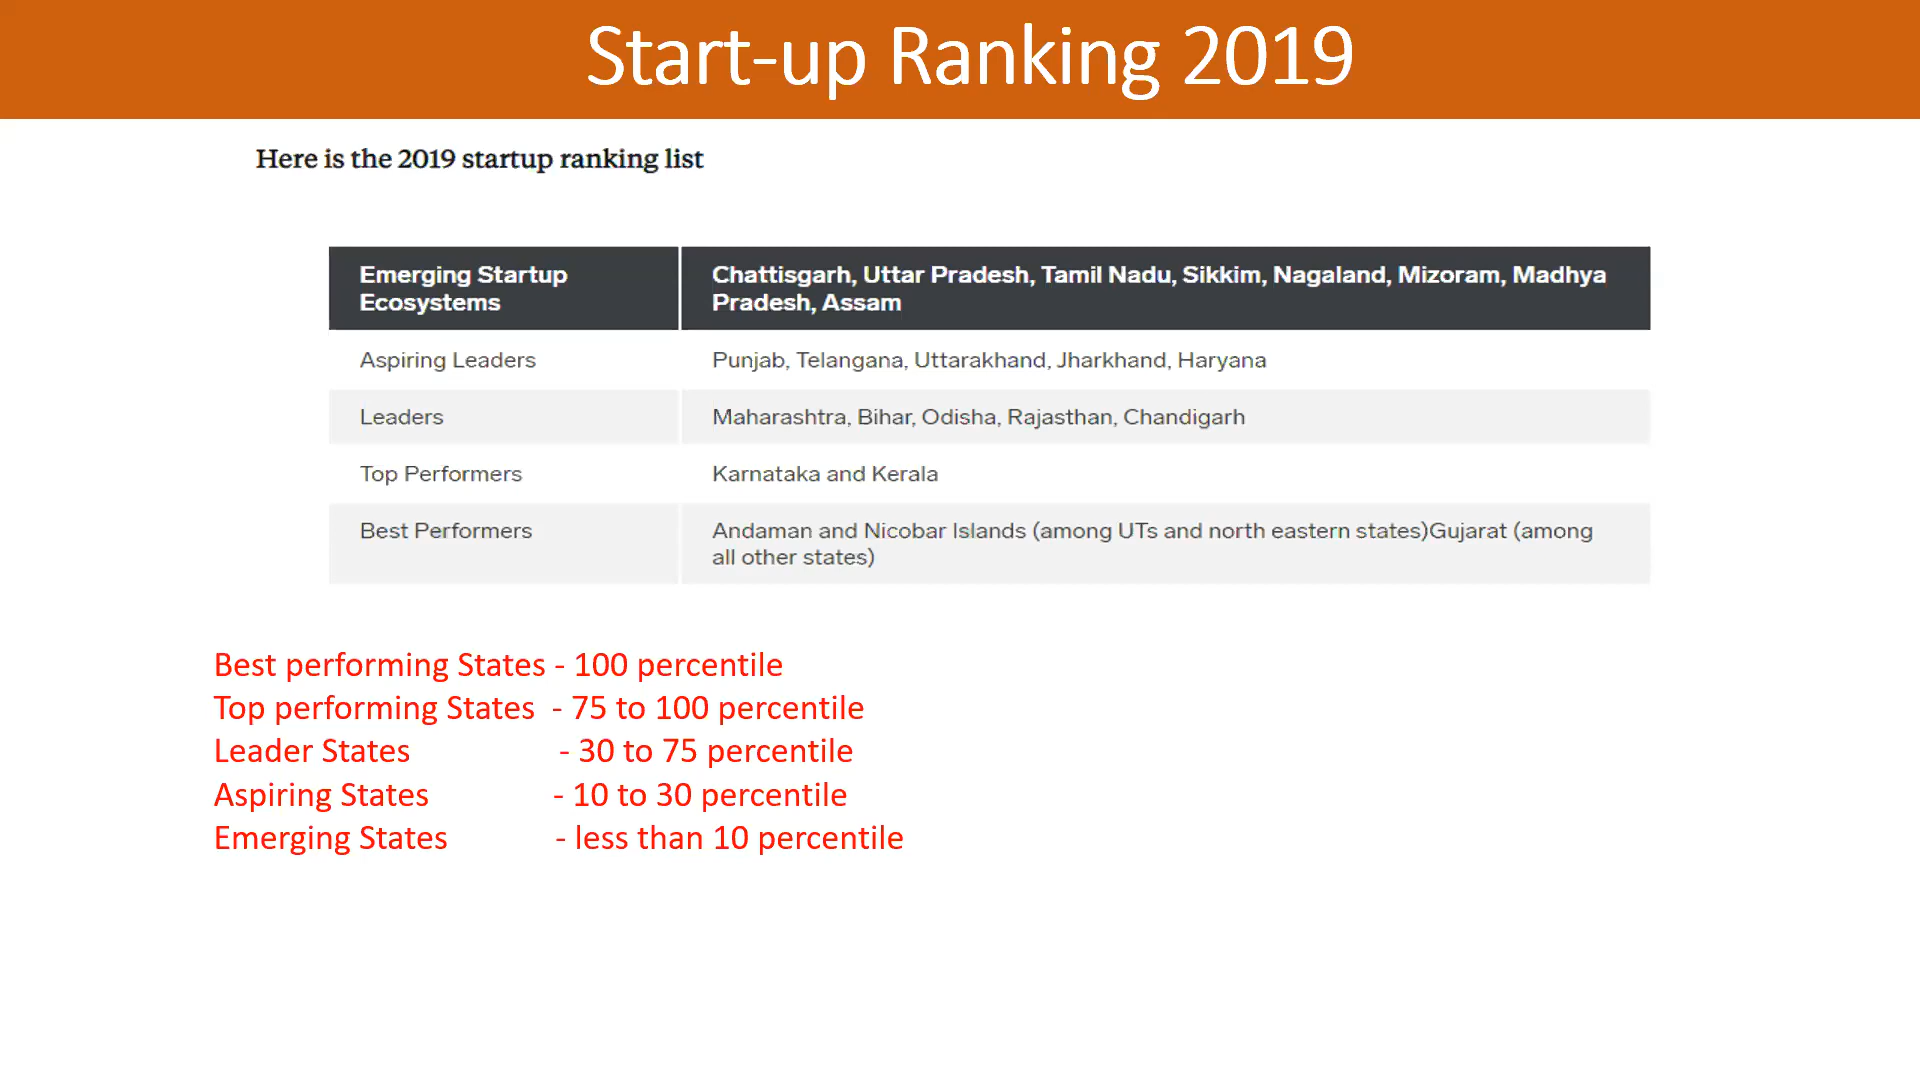 Start-up Ranking 2019
Here is the 2019 startup ranking list
Emerging Startup
Ecosystems
Chattisgarh, Uttar Pradesh, Tamil Nadu, Sikkim, Nagaland, Mizoram, Madhya
Pradesh, Assam
Aspiring Leaders
Punjab, Telangana, Uttarakhand, Jharkhand, Haryana
Leaders
Maharashtra, Bihar, Odisha, Rajasthan, Chandigarh
Top Performers
Karnataka and Kerala
Best Performers
Andaman and Nicobar Islands (among UTs and north eastern states)Gujarat (among
all other states)
Best performing States - 100 percentile
Top performing States - 75 to 100 percentile
Leader States - 30 to 75 percentile
Aspiring States - 10 to 30 percentile
Emerging States - less than 10 percentile